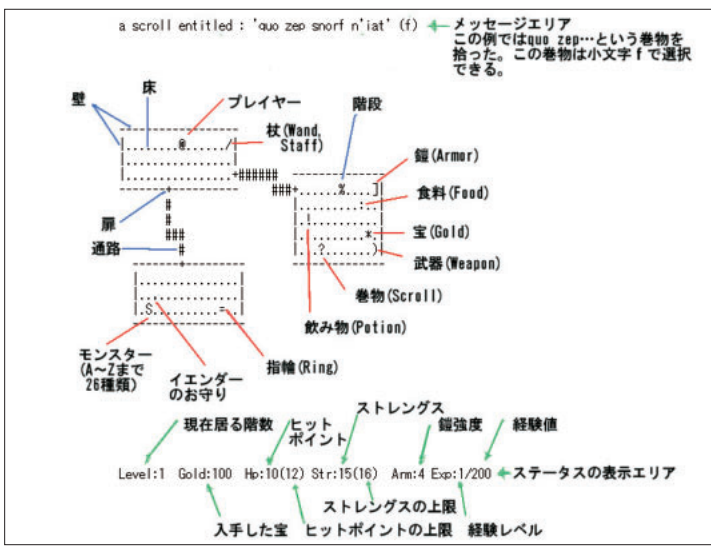 a scroll entitled : 'quo zep snorf n'iat' (f)
メッセージエリア
この例ではquo zep…という巻物を
拾った。この巻物は小文字 f で選択
できる。
床
プレイヤー
壁
階段
杖(Wand,
Staff)
鎧(Armor)
食料(Food)
扉
宝(Gold)
通路
武器(Weapon)
巻物(Scroll)
飲み物(Potion)
モンスター
(A～Zまで
26種類)
イエンダー
のお守り
指輪(Ring)
ストレングス
現在居る階数
ヒット
ポイント
鎧強度
経験値
Level:1 Gold:100 Hp:10(12) Str:15(16) Arm:4 Exp:1/200
ステータスの表示エリア
ストレングスの上限
入手した宝
ヒットポイントの上限
経験レベル